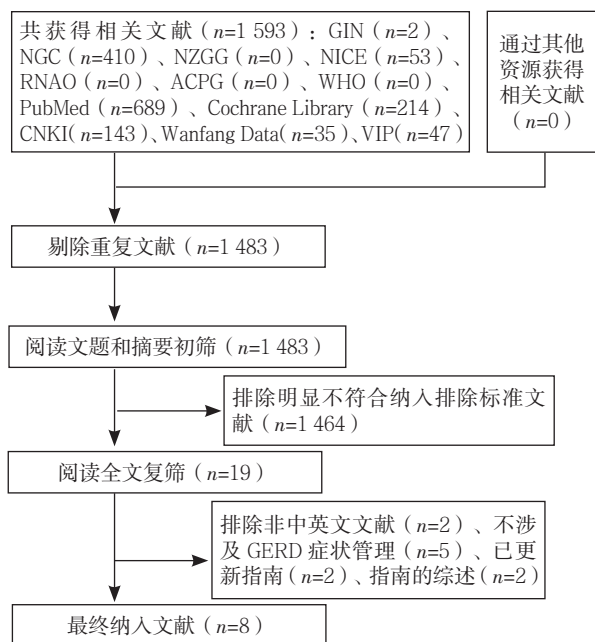 共获得相关文献（n=1 593）：GIN（n=2）、
NGC（n=410）、NZGG（n=0）、NICE（n=53）、
RNAO（n=0）、ACPG（n=0）、WHO（n=0）、
PubMed（n=689）、Cochrane Library（n=214）、
CNKI（n=143）、Wanfang Data（n=35）、VIP（n=47）
通过其他
资源获得
相关文献
（n=0）
剔除重复文献（n=1 483）
阅读文题和摘要初筛（n=1 483）
排除明显不符合纳入排除标准文
献（n=1 464）
阅读全文复筛（n=19）
排除非中英文文献（n=2）、不涉
及 GERD 症状管理（n=5）、已更
新指南（n=2）、指南的综述（n=2）
最终纳入文献（n=8）